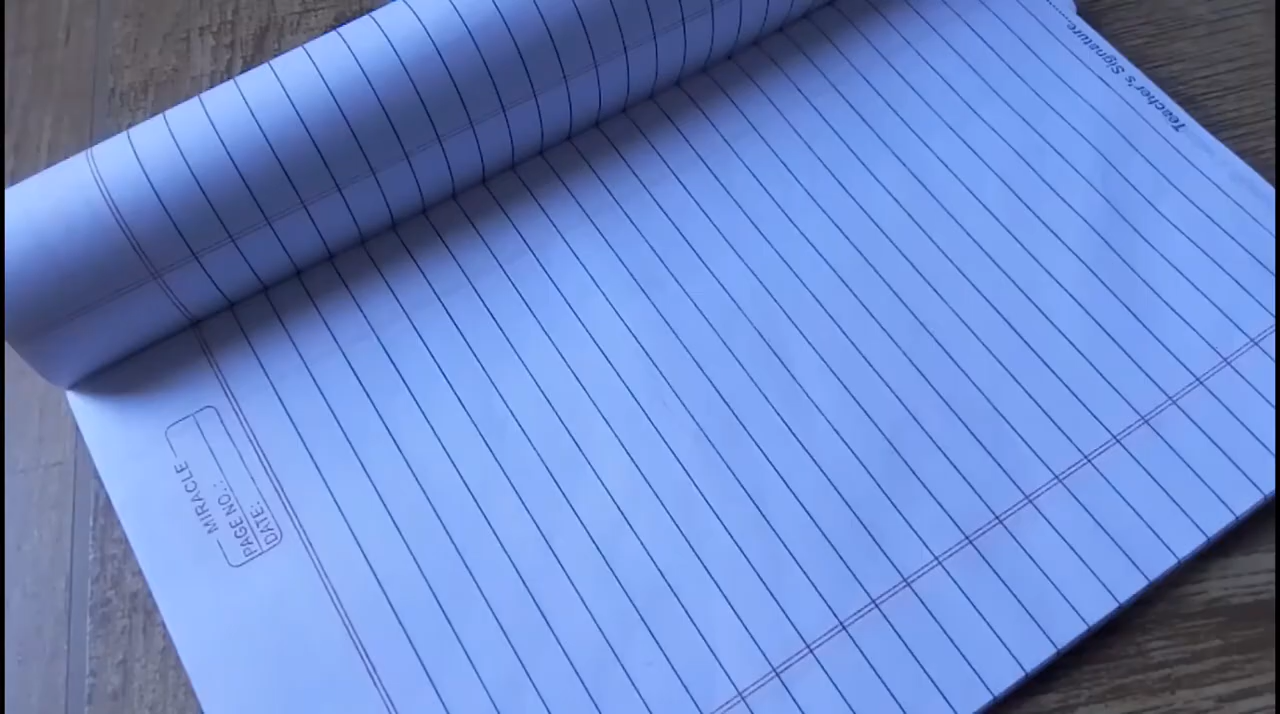 MIRACLE
PAGE NO.:
DATE:
Teacher's Signature..........